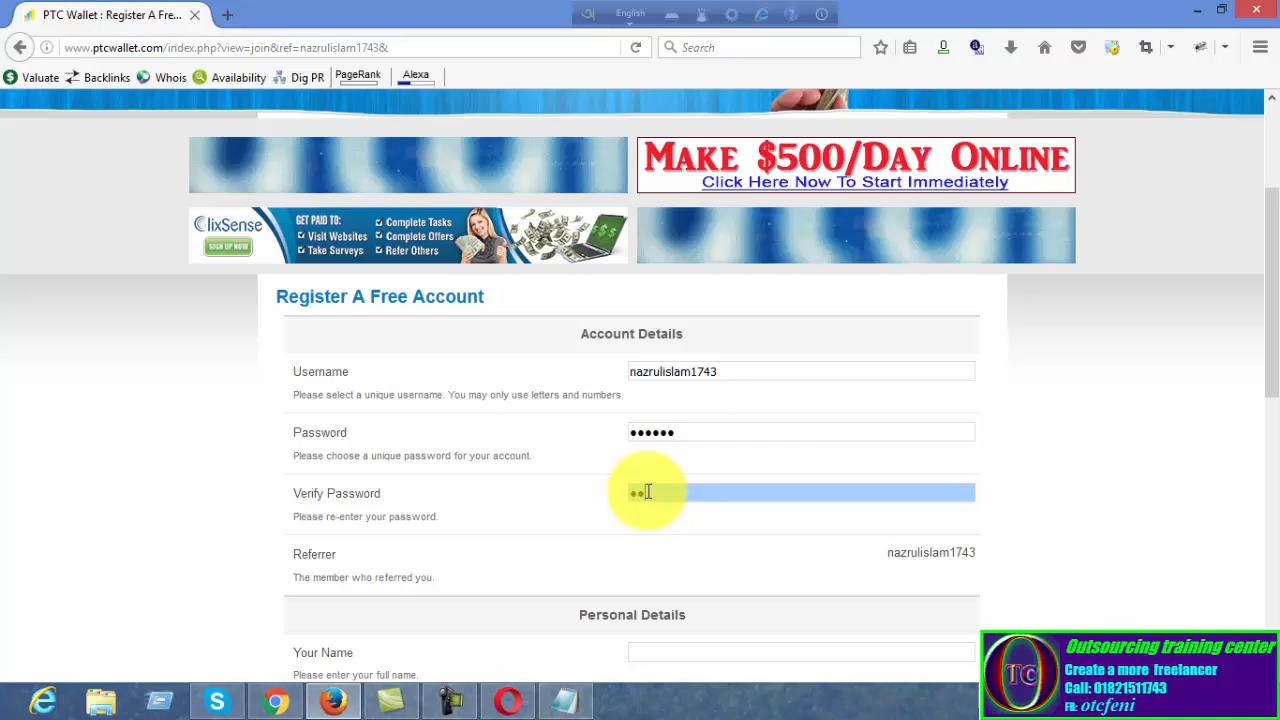 PTC Wallet : Register A Fre...
English
www.ptcwallet.com/index.php?view=join&ref=nazrulislam1743&
Search
Valuate
Backlinks
Whois
Availability
Dig PR
PageRank
Alexa
MAKE $500/DAY ONLINE
Click Here Now To Start Immediately
ClixSense
SIGN UP NOW
GET PAID TO:
Visit Websites
Take Surveys
Complete Tasks
Complete Offers
Refer Others
Register A Free Account
Account Details
Username
nazrulislam1743
Please select a unique username. You may only use letters and numbers.
Password
••••••
Please choose a unique password for your account.
Verify Password
••
Please re-enter your password.
Referrer
nazrulislam1743
The member who referred you.
Personal Details
Your Name
Please enter your full name.
OTC
Outsourcing training center
Create a more freelancer
Call: 01821511743
FB: otcfeni